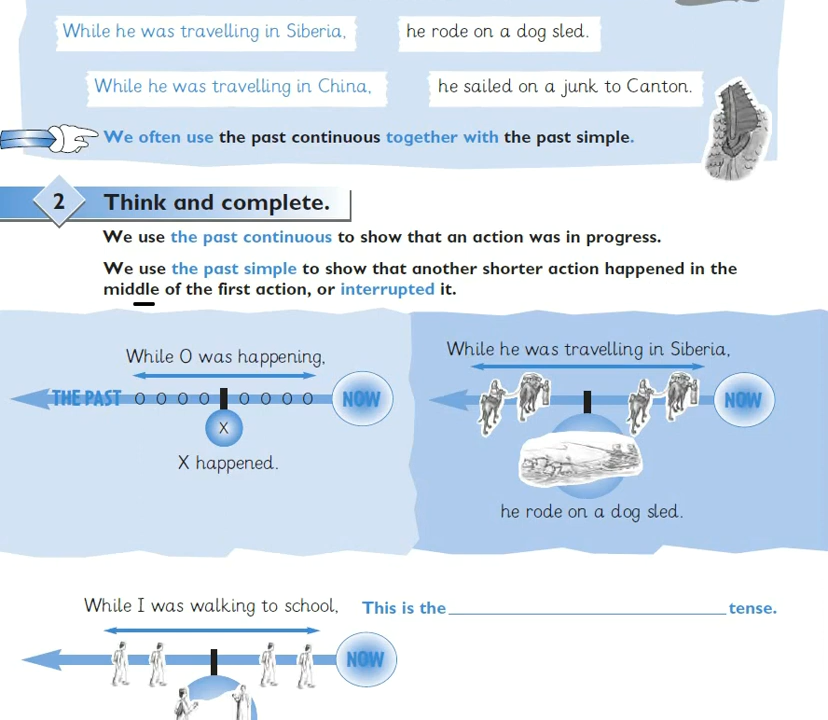 While he was travelling in Siberia, he rode on a dog sled.
While he was travelling in China, he sailed on a junk to Canton.
We often use the past continuous together with the past simple.
2 Think and complete.
We use the past continuous to show that an action was in progress.
We use the past simple to show that another shorter action happened in the
middle of the first action, or interrupted it.
While O was happening,
THE PAST O O O O O O O O NOW
X
X happened.
While he was travelling in Siberia,
NOW
he rode on a dog sled.
While I was walking to school, This is the tense.
NOW